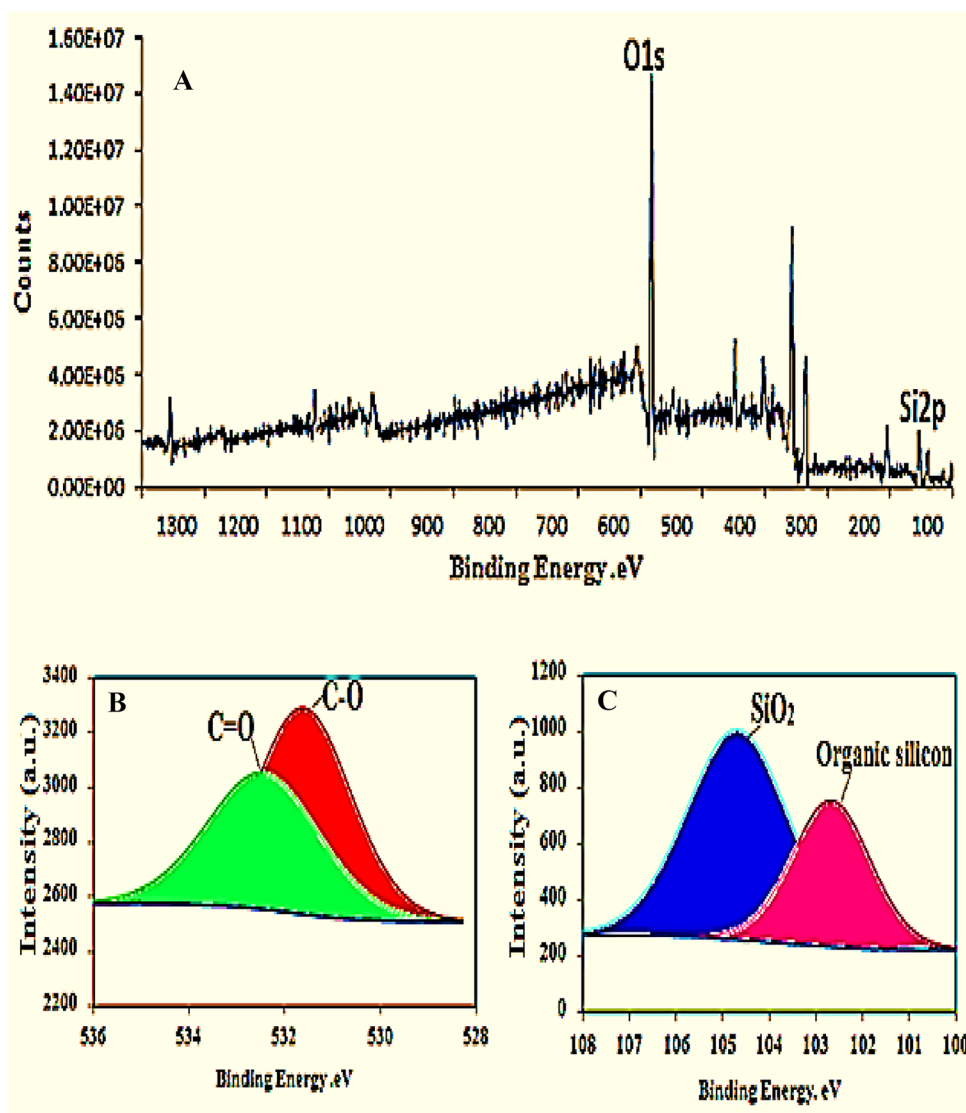 A
O1s
Si2p
Counts
1.60E+07
1.40E+07
1.20E+07
1.00E+07
8.00E+06
6.00E+06
4.00E+06
2.00E+06
0.00E+00
1300 1200 1100 1000 900 800 700 600 500 400 300 200 100
Binding Energy .eV
B
C=O
C-O
Intensity (a.u.)
3400
3200
3000
2800
2600
2400
2200
536 534 532 530 528
Binding Energy. eV
C
SiO₂
Organic silicon
Intensity (a.u.)
1200
1000
800
600
400
200
0
108 107 106 105 104 103 102 101 100
Binding Energy. eV